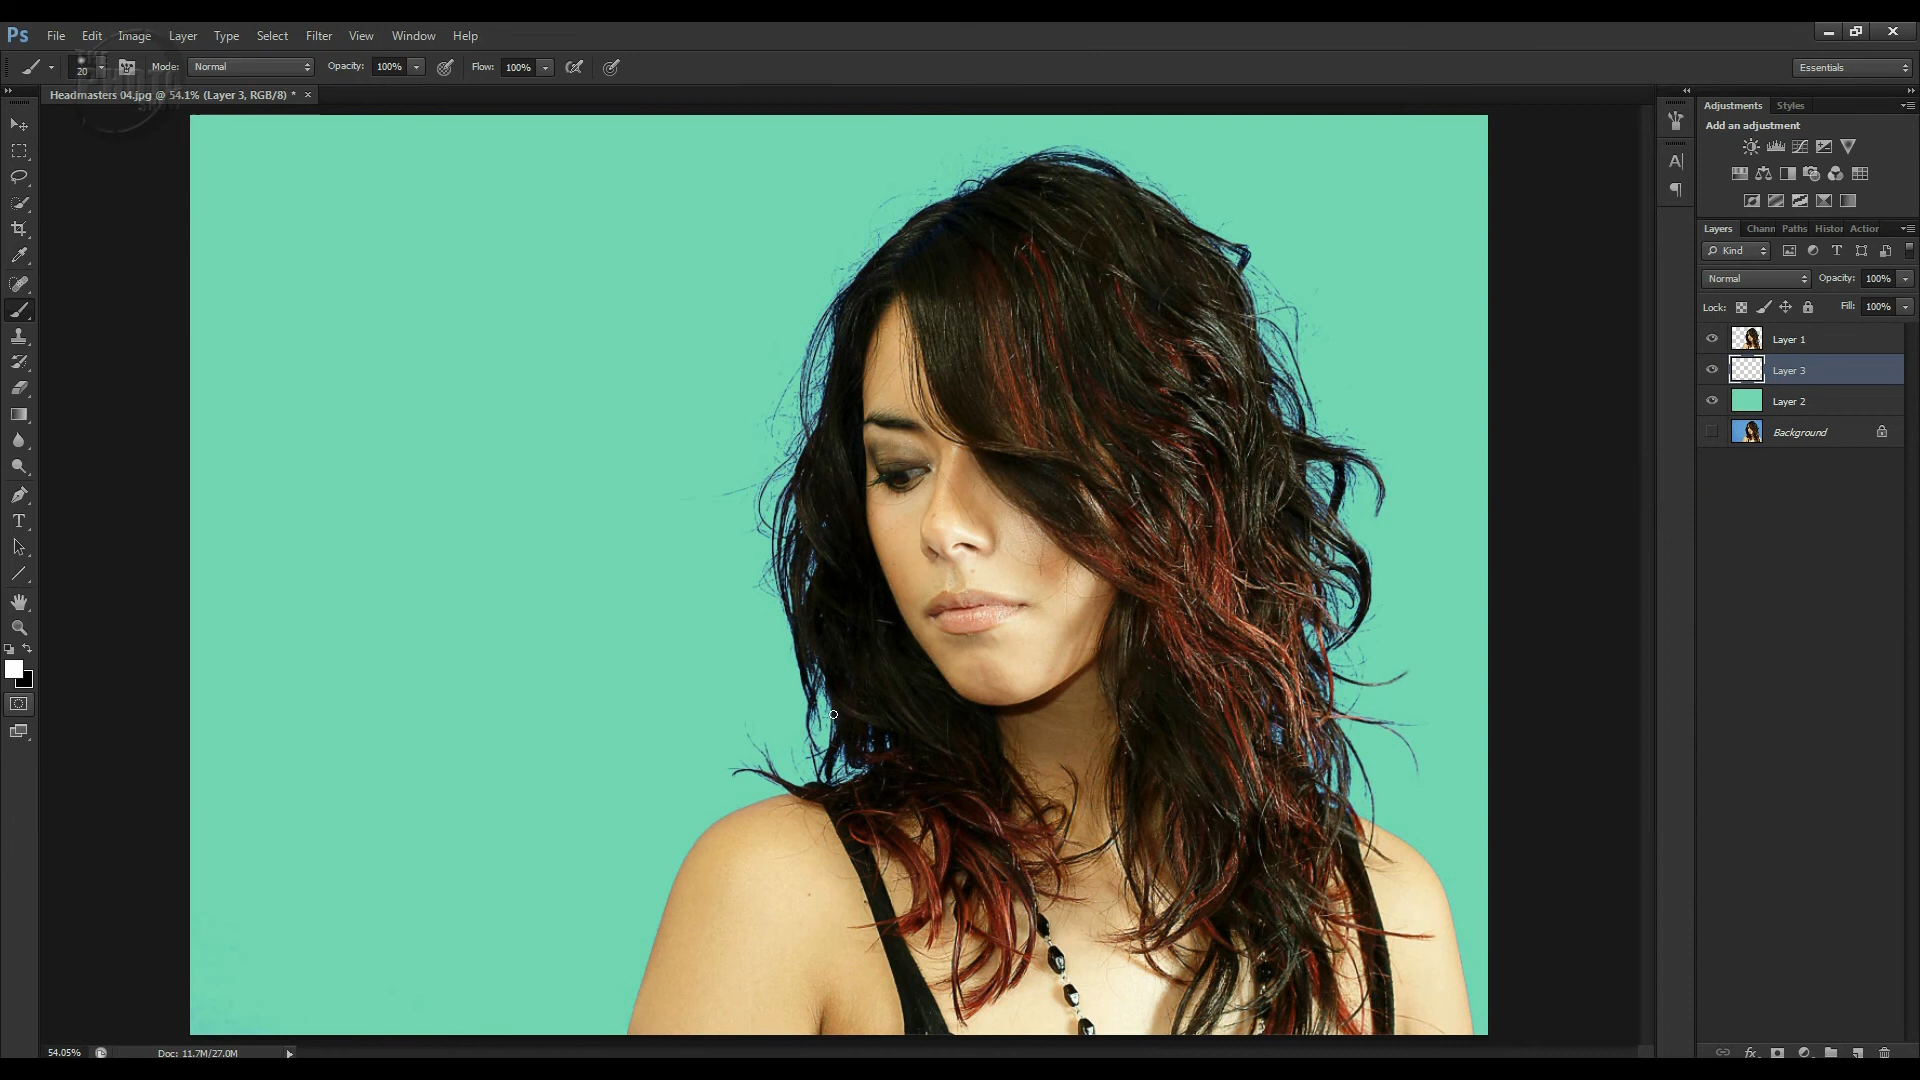 Ps File Edit Image Layer Type Select Filter View Window Help
20 Mode: Normal Opacity: 100% Flow: 100% Essentials
Headmasters 04.jpg @ 54.1% (Layer 3, RGB/8) * ×
Adjustments Styles
Add an adjustment
Layers Chann Paths Histor Action
Kind
Normal Opacity: 100%
Lock: Fill: 100%
Layer 1
Layer 3
Layer 2
Background
54.05% Doc: 11.7M/27.0M